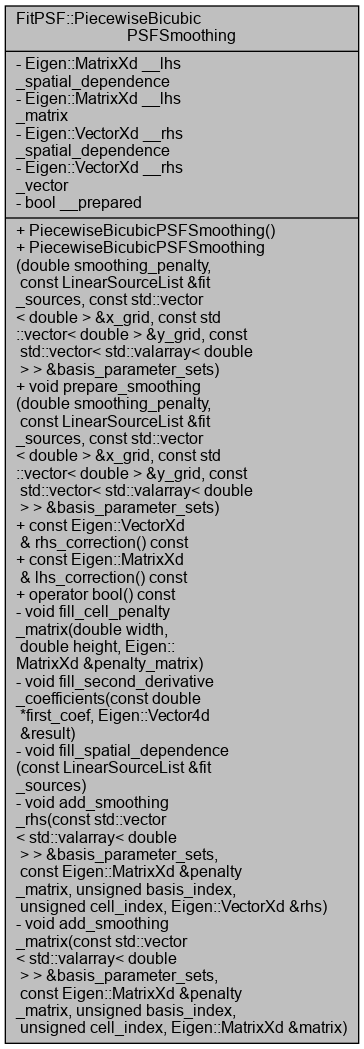 FitPSF::PiecewiseBicubic
PSFSmoothing
- Eigen::MatrixXd __lhs
_spatial_dependence
- Eigen::MatrixXd __lhs
_matrix
- Eigen::VectorXd __rhs
_spatial_dependence
- Eigen::VectorXd __rhs
_vector
- bool __prepared
+ PiecewiseBicubicPSFSmoothing()
+ PiecewiseBicubicPSFSmoothing
(double smoothing_penalty,
const LinearSourceList &fit
_sources, const std::vector
< double > &x_grid, const std
::vector< double > &y_grid, const
std::vector< std::valarray< double
> > &basis_parameter_sets)
+ void prepare_smoothing
(double smoothing_penalty,
const LinearSourceList &fit
_sources, const std::vector
< double > &x_grid, const std
::vector< double > &y_grid, const
std::vector< std::valarray< double
> > &basis_parameter_sets)
+ const Eigen::VectorXd
& rhs_correction() const
+ const Eigen::MatrixXd
& lhs_correction() const
+ operator bool() const
- void fill_cell_penalty
_matrix(double width,
double height, Eigen::
MatrixXd &penalty_matrix)
- void fill_second_derivative
_coefficients(const double
*first_coef, Eigen::Vector4d
&result)
- void fill_spatial_dependence
(const LinearSourceList &fit
_sources)
- void add_smoothing
_rhs(const std::vector
< std::valarray< double
> > &basis_parameter_sets,
const Eigen::MatrixXd &penalty
_matrix, unsigned basis_index,
unsigned cell_index, Eigen::VectorXd &rhs)
- void add_smoothing
_matrix(const std::vector
< std::valarray< double
> > &basis_parameter_sets,
const Eigen::MatrixXd &penalty
_matrix, unsigned basis_index,
unsigned cell_index, Eigen::MatrixXd &matrix)